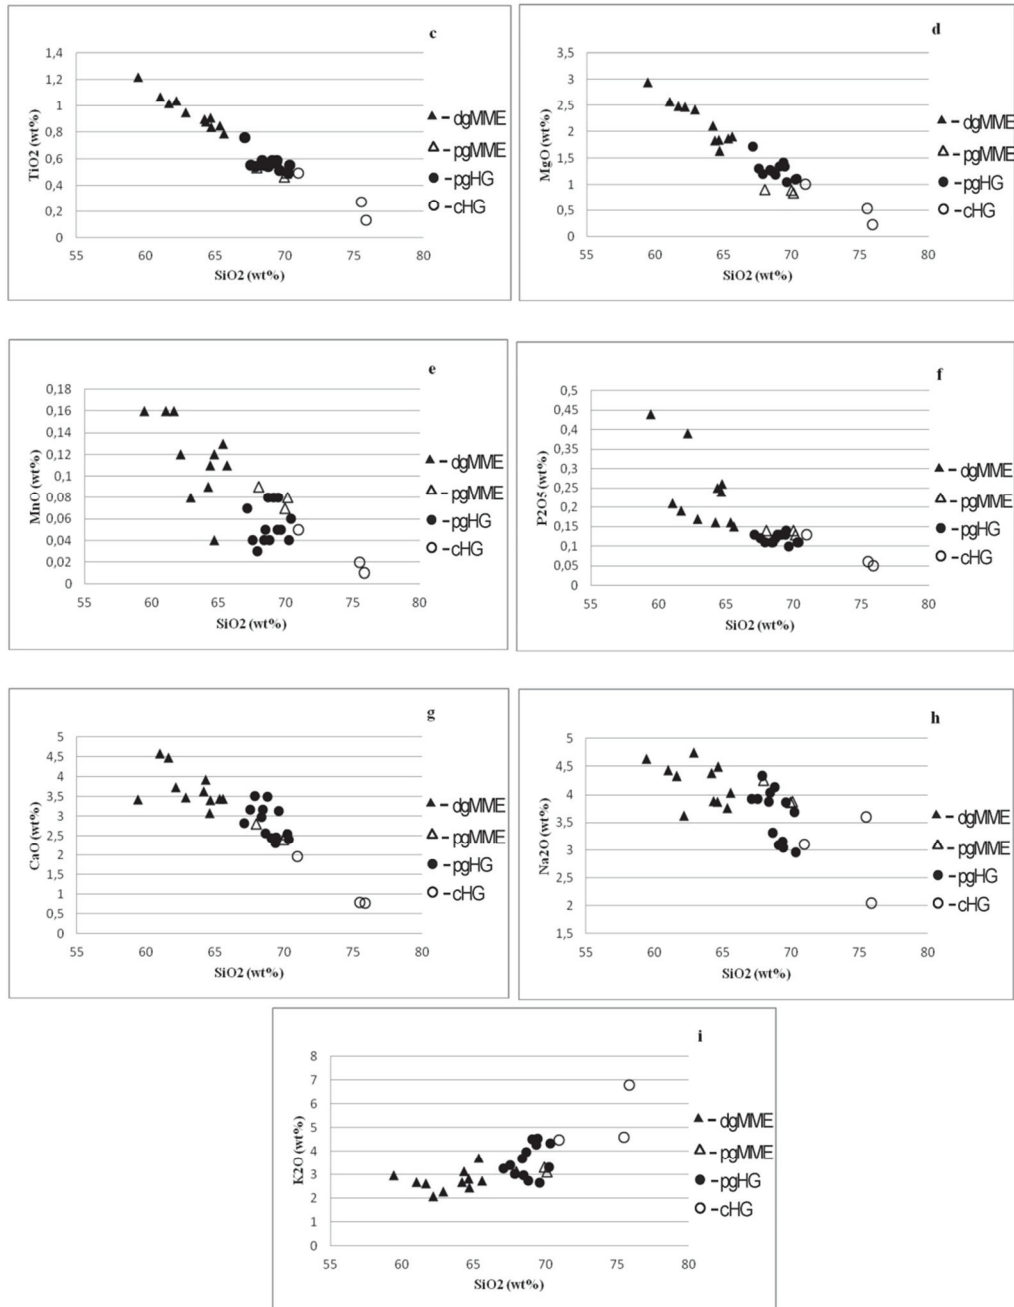 c
1,4
1,2
1
0,8
0,6
0,4
0,2
0
55 60 65 70 75 80
TiO2 (wt%)
SiO2 (wt%)
– dgMME
– pgMME
– pgHG
– cHG
d
3,5
3
2,5
2
1,5
1
0,5
0
55 60 65 70 75 80
MgO (wt%)
SiO2 (wt%)
– dgMME
– pgMME
– pgHG
– cHG
e
0,18
0,16
0,14
0,12
0,1
0,08
0,06
0,04
0,02
0
55 60 65 70 75 80
MnO (wt%)
SiO2 (wt%)
– dgMME
– pgMME
– pgHG
– cHG
f
0,5
0,45
0,4
0,35
0,3
0,25
0,2
0,15
0,1
0,05
0
55 60 65 70 75 80
P2O5 (wt%)
SiO2 (wt%)
– dgMME
– pgMME
– pgHG
– cHG
g
5
4,5
4
3,5
3
2,5
2
1,5
1
0,5
0
55 60 65 70 75 80
CaO (wt%)
SiO2 (wt%)
– dgMME
– pgMME
– pgHG
– cHG
h
5
4,5
4
3,5
3
2,5
2
1,5
55 60 65 70 75 80
Na2O (wt%)
SiO2 (wt%)
– dgMME
– pgMME
– pgHG
– cHG
i
8
7
6
5
4
3
2
1
0
55 60 65 70 75 80
K2O (wt%)
SiO2 (wt%)
– dgMME
– pgMME
– pgHG
– cHG